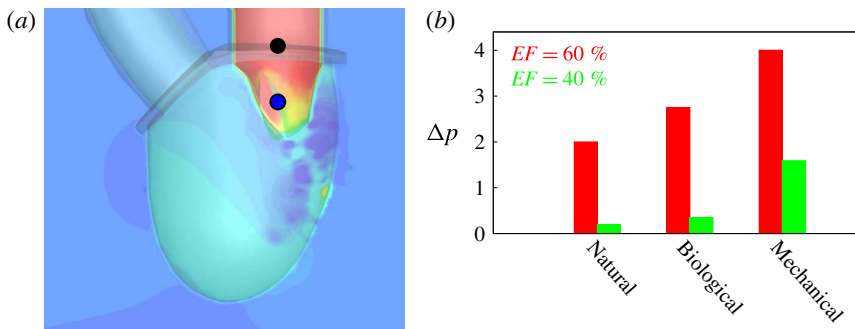 (a)
(b)
EF = 60 %
EF = 40 %
Δp
4
3
2
1
0
Natural
Biological
Mechanical